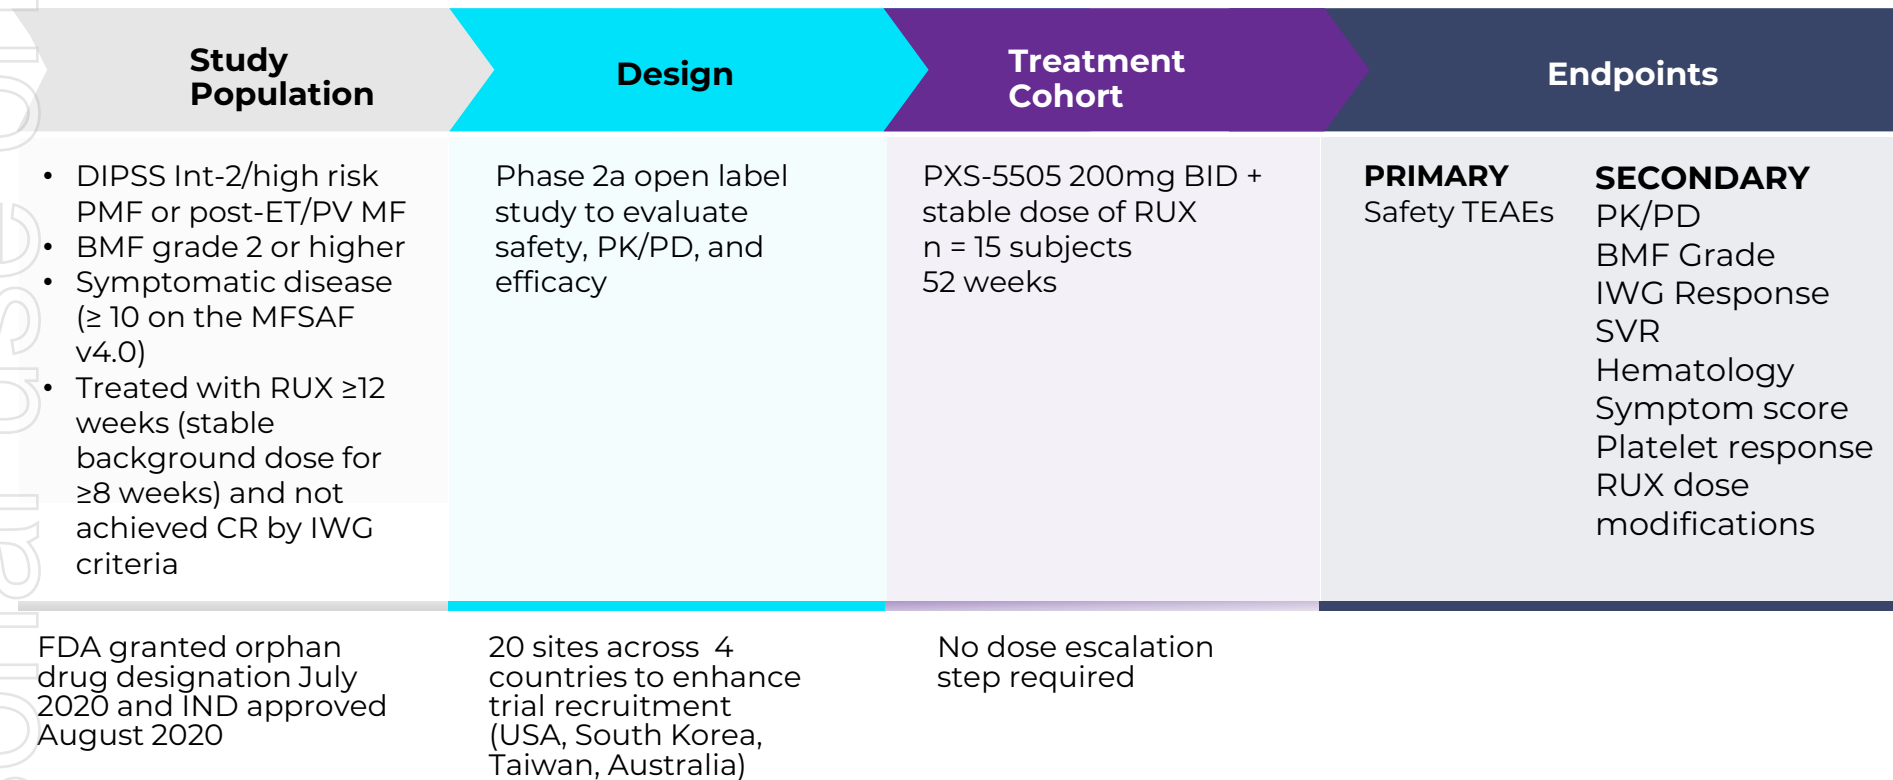 Study
Population
Design
Treatment
Cohort
Endpoints
• DIPSS Int-2/high risk
PMF or post-ET/PV MF
• BMF grade 2 or higher
• Symptomatic disease
(≥ 10 on the MFSAF
v4.0)
• Treated with RUX ≥12
weeks (stable
background dose for
≥8 weeks) and not
achieved CR by IWG
criteria
Phase 2a open label
study to evaluate
safety, PK/PD, and
efficacy
PXS-5505 200mg BID +
stable dose of RUX
n = 15 subjects
52 weeks
PRIMARY
Safety TEAEs
SECONDARY
PK/PD
BMF Grade
IWG Response
SVR
Hematology
Symptom score
Platelet response
RUX dose
modifications
FDA granted orphan
drug designation July
2020 and IND approved
August 2020
20 sites across 4
countries to enhance
trial recruitment
(USA, South Korea,
Taiwan, Australia)
No dose escalation
step required